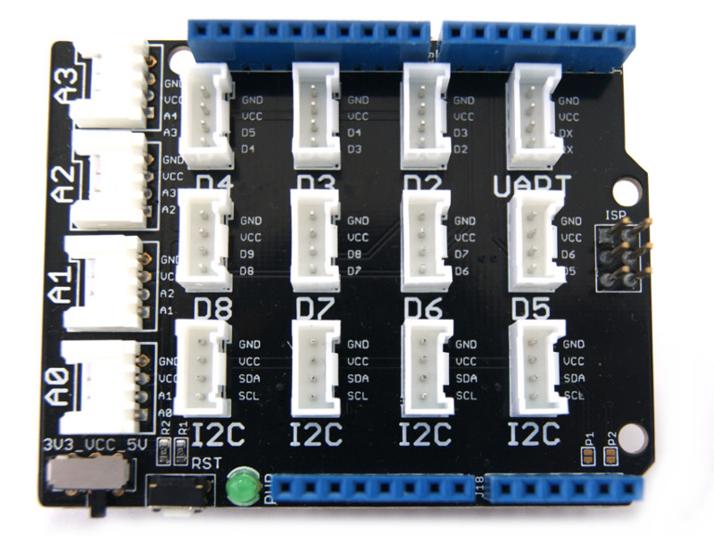 A3
GND
VCC
A4
A3
GND
VCC
D5
D4
D4
GND
VCC
D4
D3
D3
GND
VCC
D3
D2
D2
GND
VCC
DX
RX
UART
A2
GND
VCC
A3
A2
GND
VCC
D9
D8
D8
GND
VCC
D8
D7
D7
GND
VCC
D7
D6
D6
GND
VCC
D6
D5
D5
ISP
A1
A2
A1
A0
GND
VCC
A1
A0
GND
VCC
SDA
SCL
I2C
GND
VCC
SDA
SCL
I2C
GND
VCC
SDA
SCL
I2C
GND
VCC
SDA
SCL
I2C
3V3 VCC 5V
R2
R1
RST
PWR
J18
P1
P2